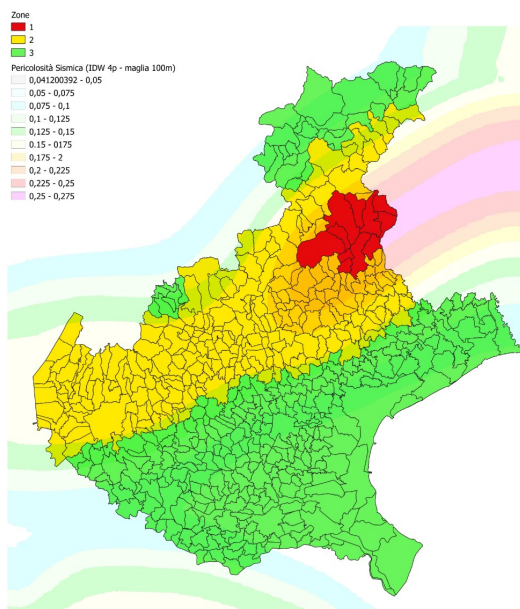 Zone
1
2
3
Pericolosità Sismica (IDW 4p - maglia 100m)
0,041200392 - 0,05
0,05 - 0,075
0,075 - 0,1
0,1 - 0,125
0,125 - 0,15
0.15 - 0175
0,175 - 2
0,2 - 0,225
0,225 - 0,25
0,25 - 0,275